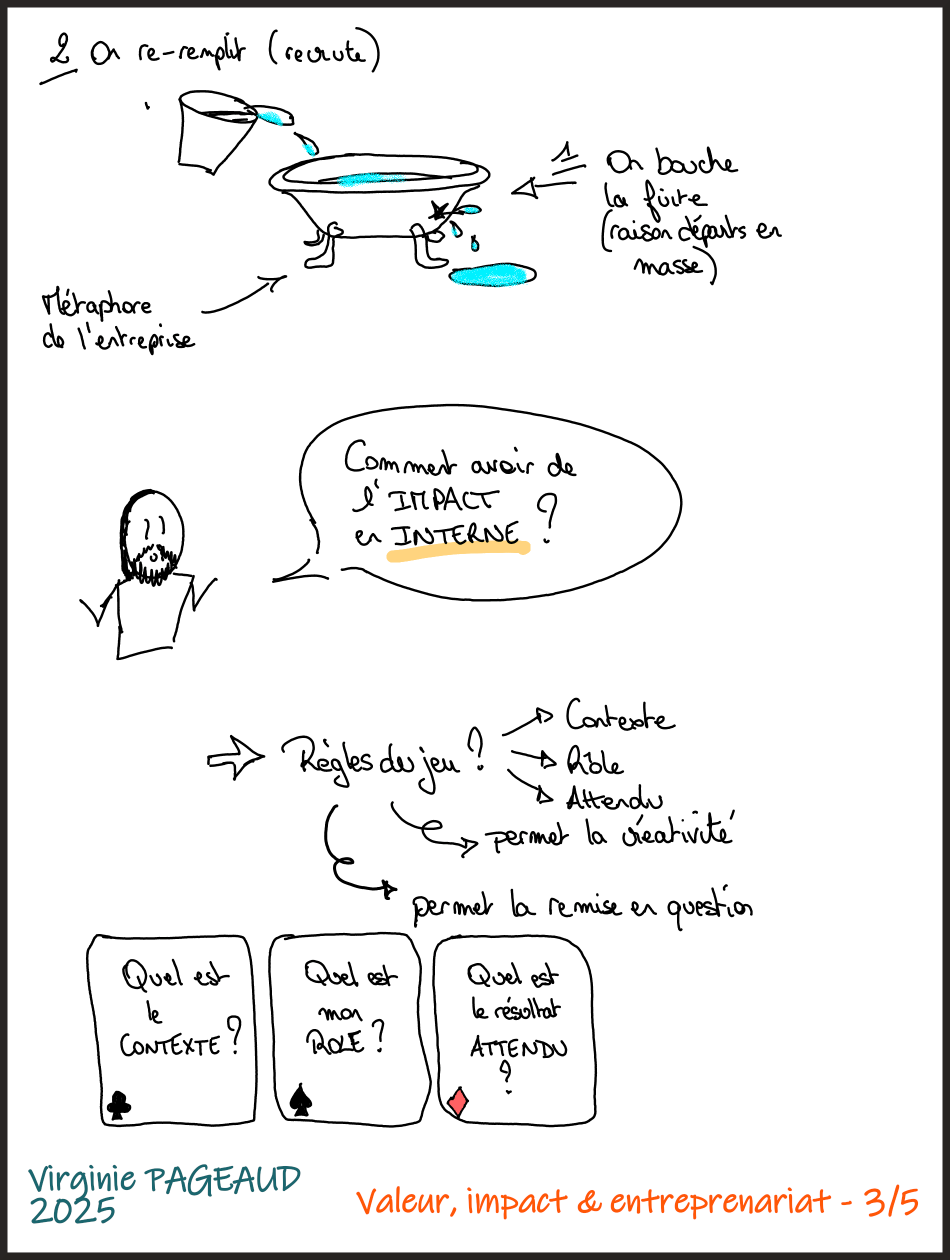 2 On re-remplit (recrute)
1 On bouche
la fuite
(raison départs en
masse)
Métaphore
de l'entreprise
Comment avoir de
l'IMPACT
en INTERNE ?
Règles du jeu ?
Contexte
Rôle
Attendu
permet la créativité
permet la remise en question
Quel est
le
CONTEXTE ?
Quel est
mon
ROLE ?
Quel est
le résultat
ATTENDU
?
Virginie PAGEAUD
2025
Valeur, impact & entreprenariat - 3/5